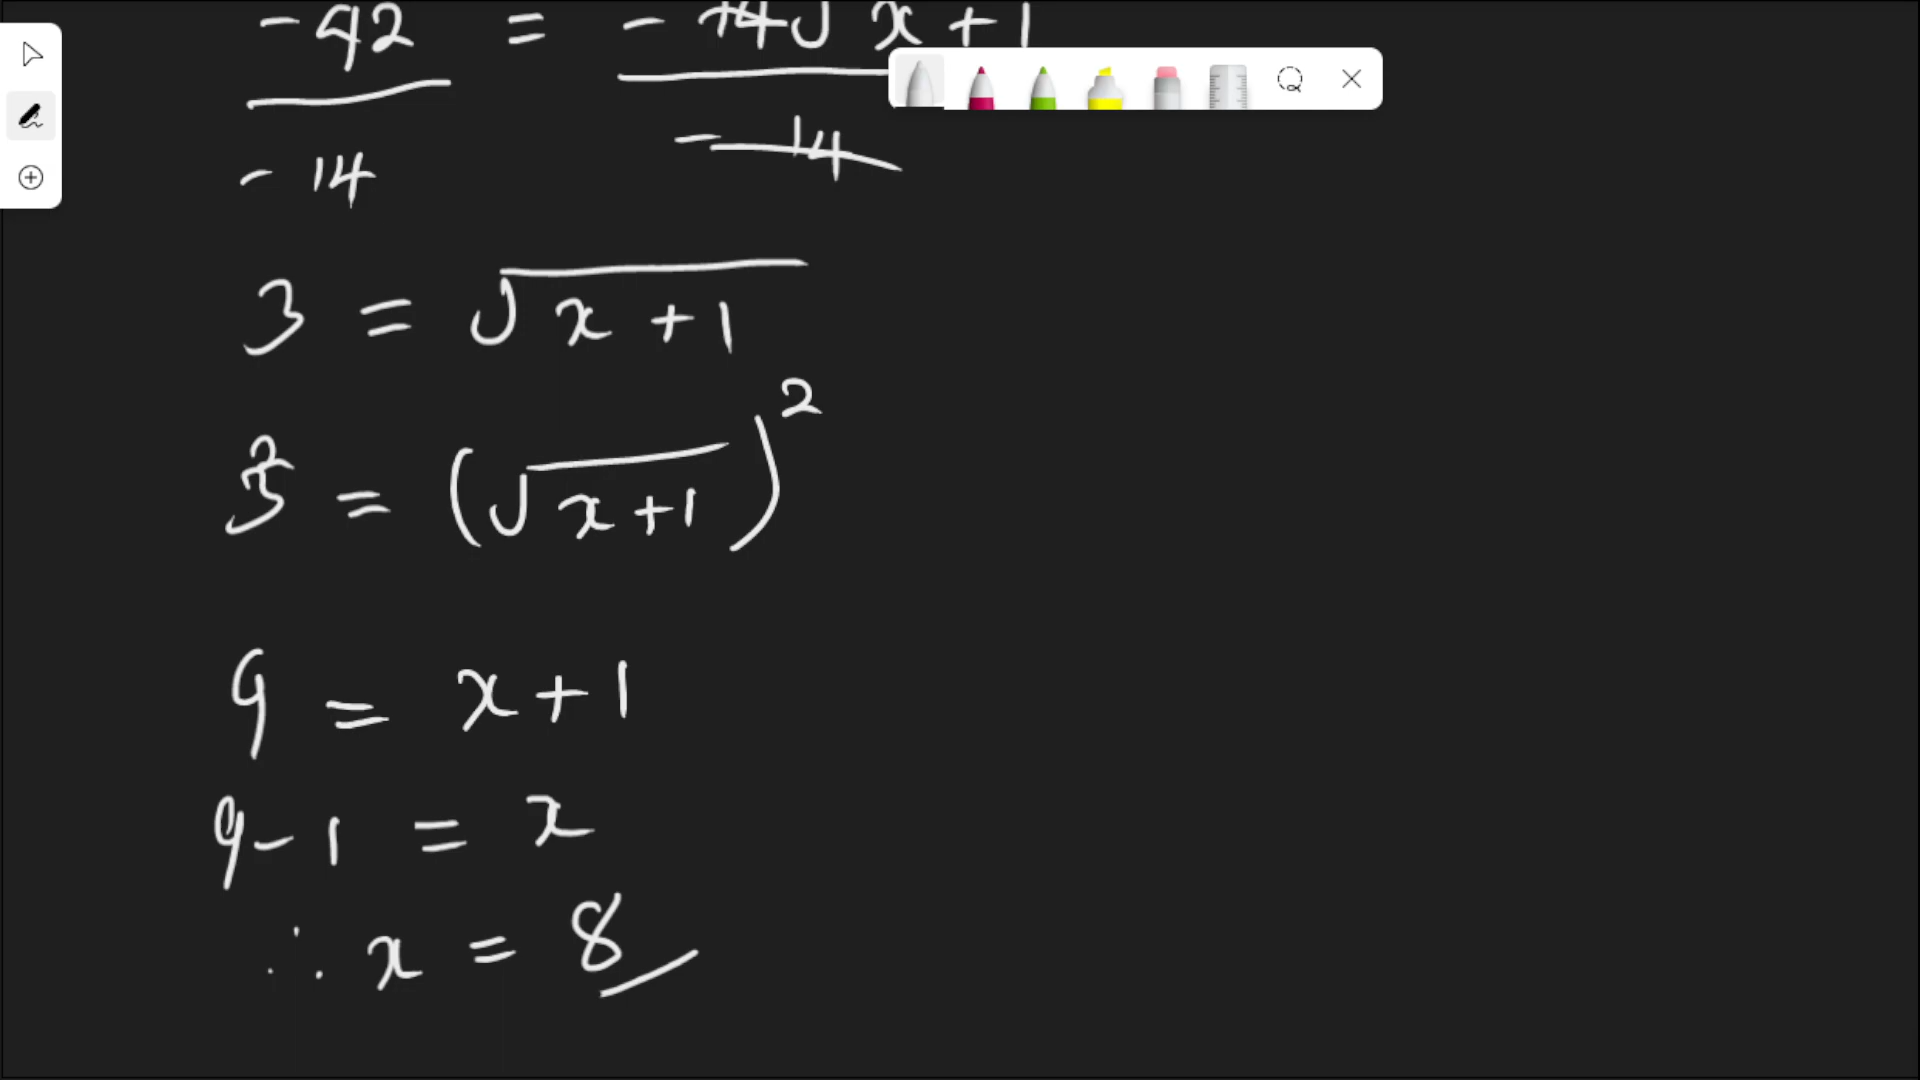 -42 = -14√x+1
-14 -14
3 = √x+1
3² = (√x+1)²
9 = x+1
9-1 = x
∴ x = 8